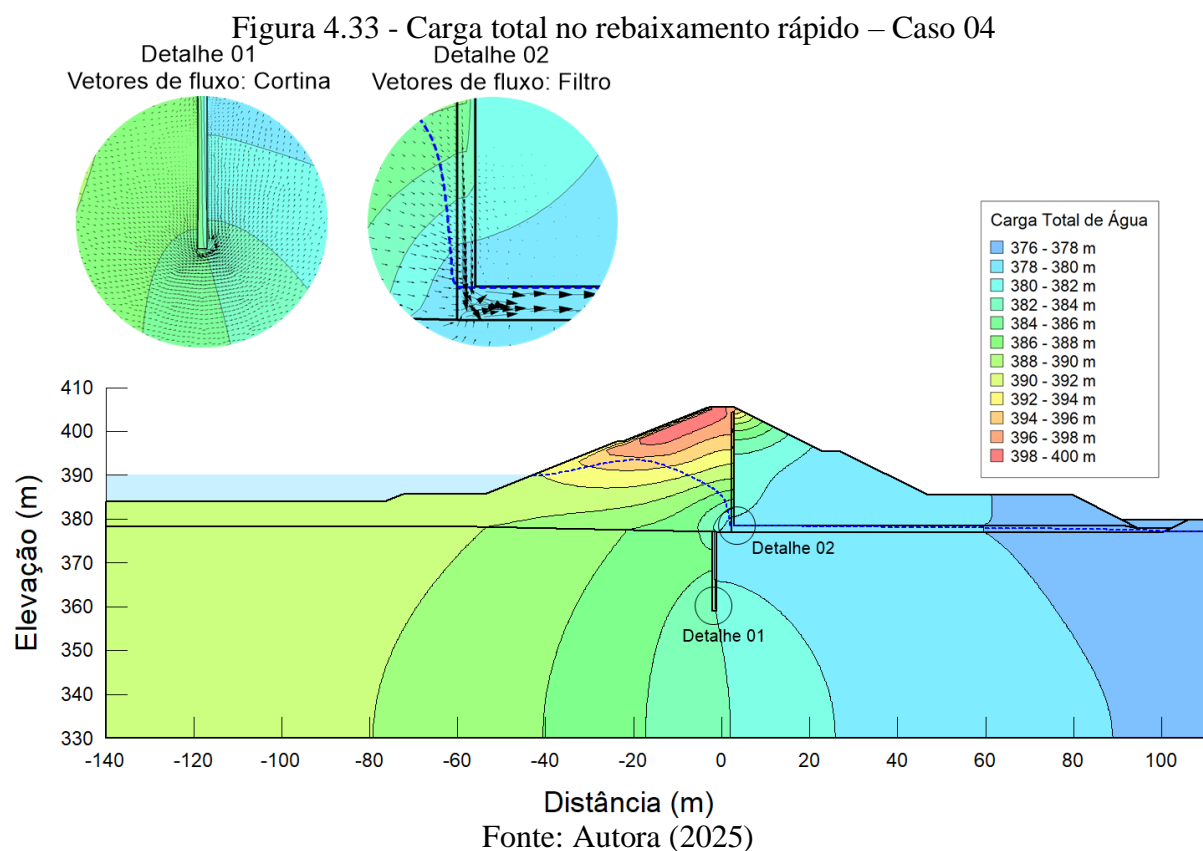 Figura 4.33 - Carga total no rebaixamento rápido – Caso 04
Detalhe 01
Vetores de fluxo: Cortina
Detalhe 02
Vetores de fluxo: Filtro
Carga Total de Água
376 - 378 m
378 - 380 m
380 - 382 m
382 - 384 m
384 - 386 m
386 - 388 m
388 - 390 m
390 - 392 m
392 - 394 m
394 - 396 m
396 - 398 m
398 - 400 m
Elevação (m)
410
400
390
380
370
360
350
340
330
Detalhe 02
Detalhe 01
-140 -120 -100 -80 -60 -40 -20 0 20 40 60 80 100
Distância (m)
Fonte: Autora (2025)